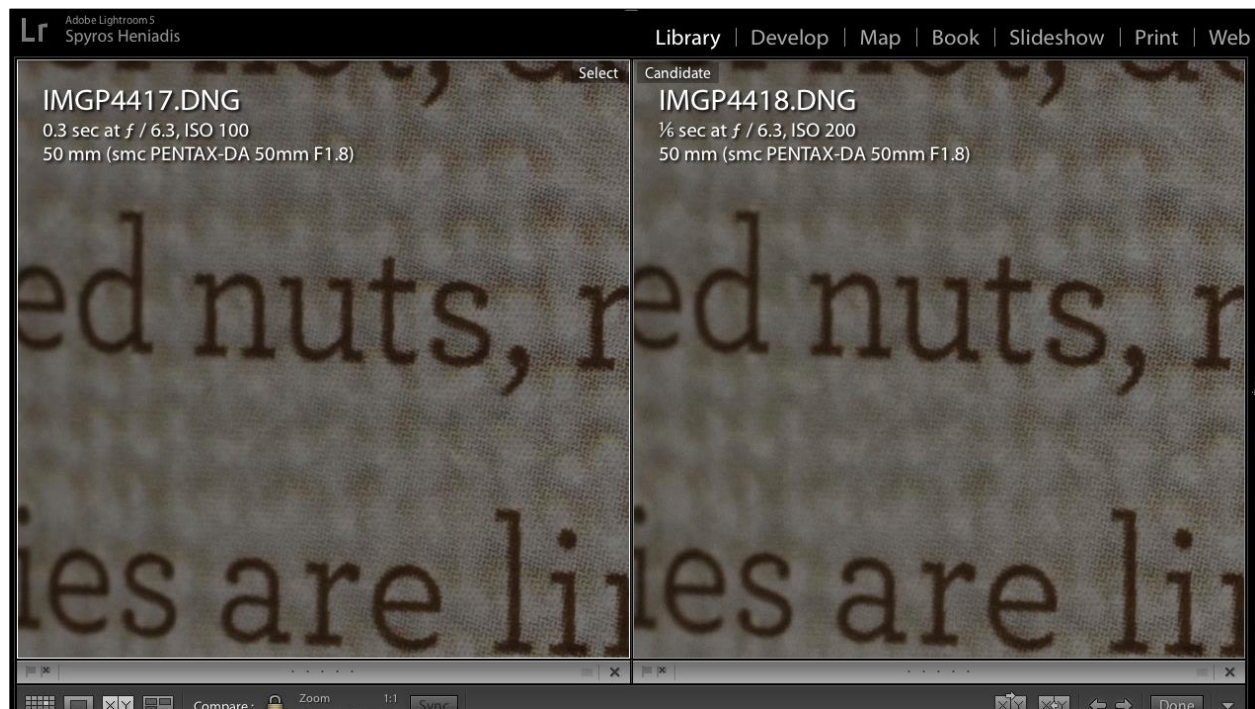 Lr
Adobe Lightroom 5
Spyros Heniadis
Library | Develop | Map | Book | Slideshow | Print | Web
Select
IMGP4417.DNG
0.3 sec at ƒ / 6.3, ISO 100
50 mm (smc PENTAX-DA 50mm F1.8)
ed nuts, r
ies are li
Candidate
IMGP4418.DNG
⅙ sec at ƒ / 6.3, ISO 200
50 mm (smc PENTAX-DA 50mm F1.8)
ed nuts, r
ies are li
XY Compare : Zoom 1:1 Sync Done